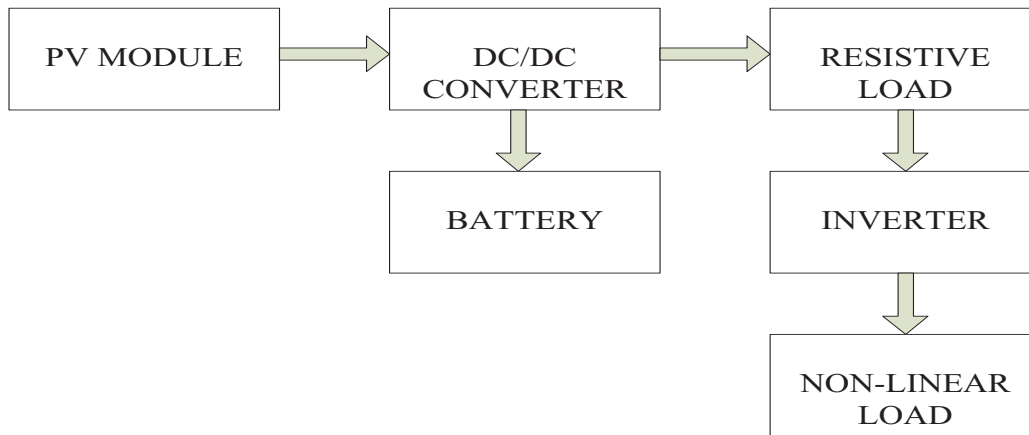 PV MODULE
DC/DC
CONVERTER
RESISTIVE
LOAD
BATTERY
INVERTER
NON-LINEAR
LOAD